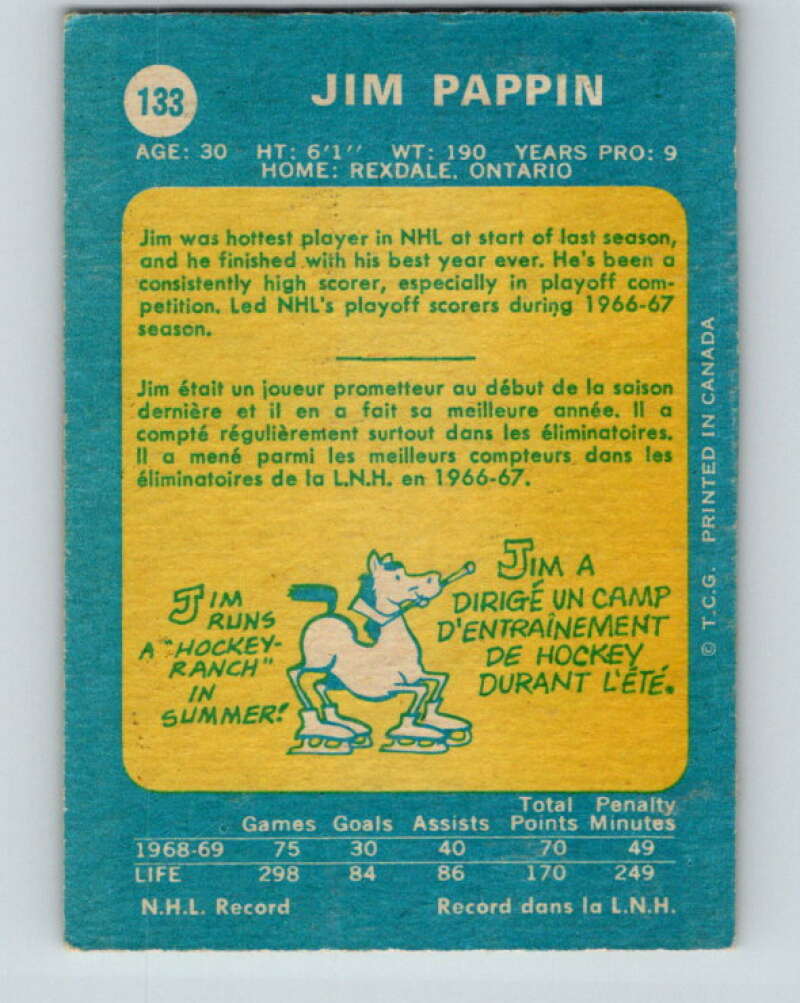 133
JIM PAPPIN
AGE: 30 HT: 6'1'' WT: 190 YEARS PRO: 9
HOME: REXDALE, ONTARIO
Jim was hottest player in NHL at start of last season,
and he finished with his best year ever. He's been a
consistently high scorer, especially in playoff com-
petition. Led NHL's playoff scorers during 1966-67
season.
Jim était un joueur prometteur au début de la saison
dernière et il en a fait sa meilleure année. Il a
compté régulièrement surtout dans les éliminatoires.
Il a mené parmi les meilleurs compteurs dans les
éliminatoires de la L.N.H. en 1966-67.
JIM
RUNS
A "HOCKEY-
RANCH"
IN
SUMMER!
JIM A
DIRIGÉ UN CAMP
D'ENTRAÎNEMENT
DE HOCKEY
DURANT L'ÉTÉ.
© T.C.G. PRINTED IN CANADA
Total Penalty
Games Goals Assists Points Minutes
1968-69 75 30 40 70 49
LIFE 298 84 86 170 249
N.H.L. Record Record dans la L.N.H.